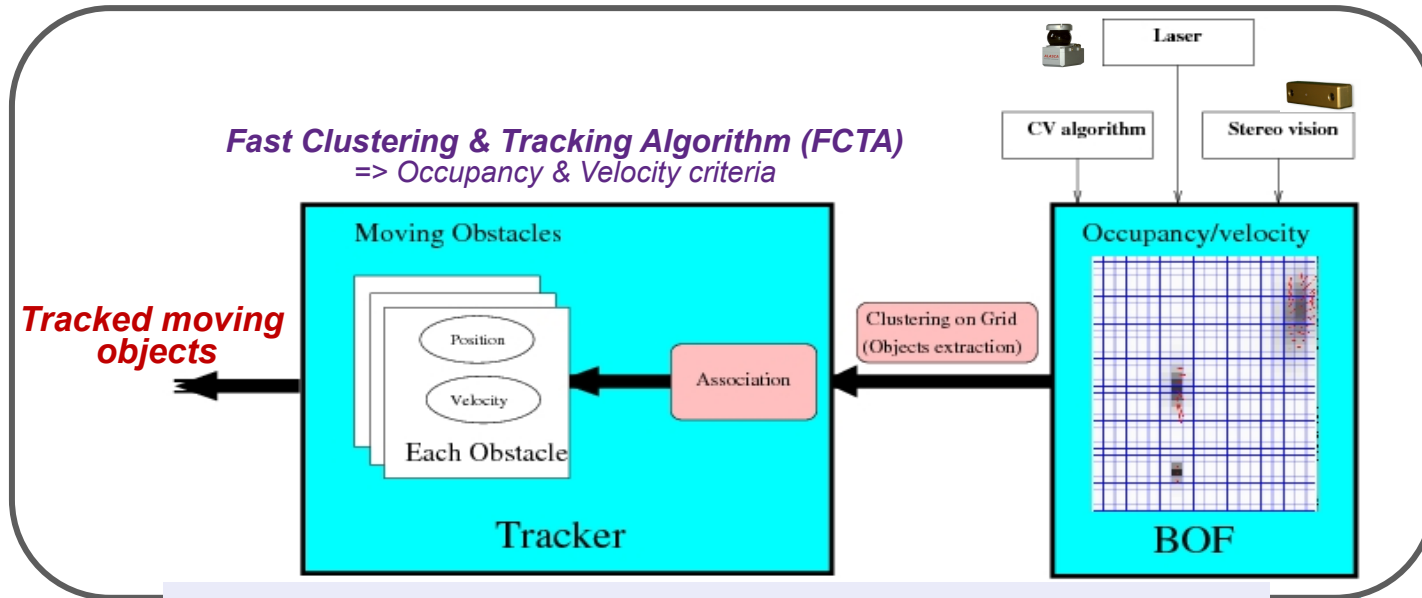 Laser
CV algorithm
Stereo vision
Fast Clustering & Tracking Algorithm (FCTA)
=> Occupancy & Velocity criteria
Moving Obstacles
Occupancy/velocity
Tracked moving
objects
Position
Velocity
Each Obstacle
Association
Clustering on Grid
(Objects extraction)
Tracker
BOF